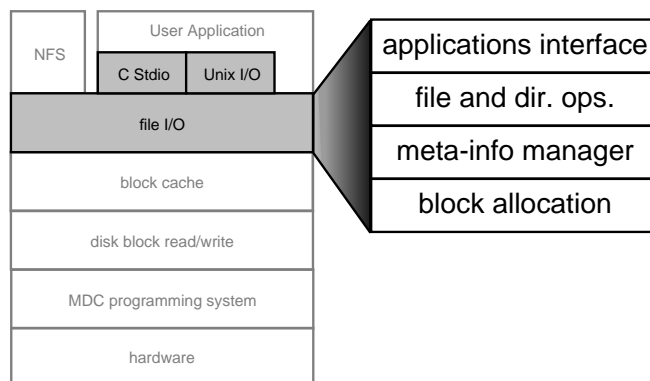 NFS
User Application
C Stdio
Unix I/O
file I/O
block cache
disk block read/write
MDC programming system
hardware
applications interface
file and dir. ops.
meta-info manager
block allocation